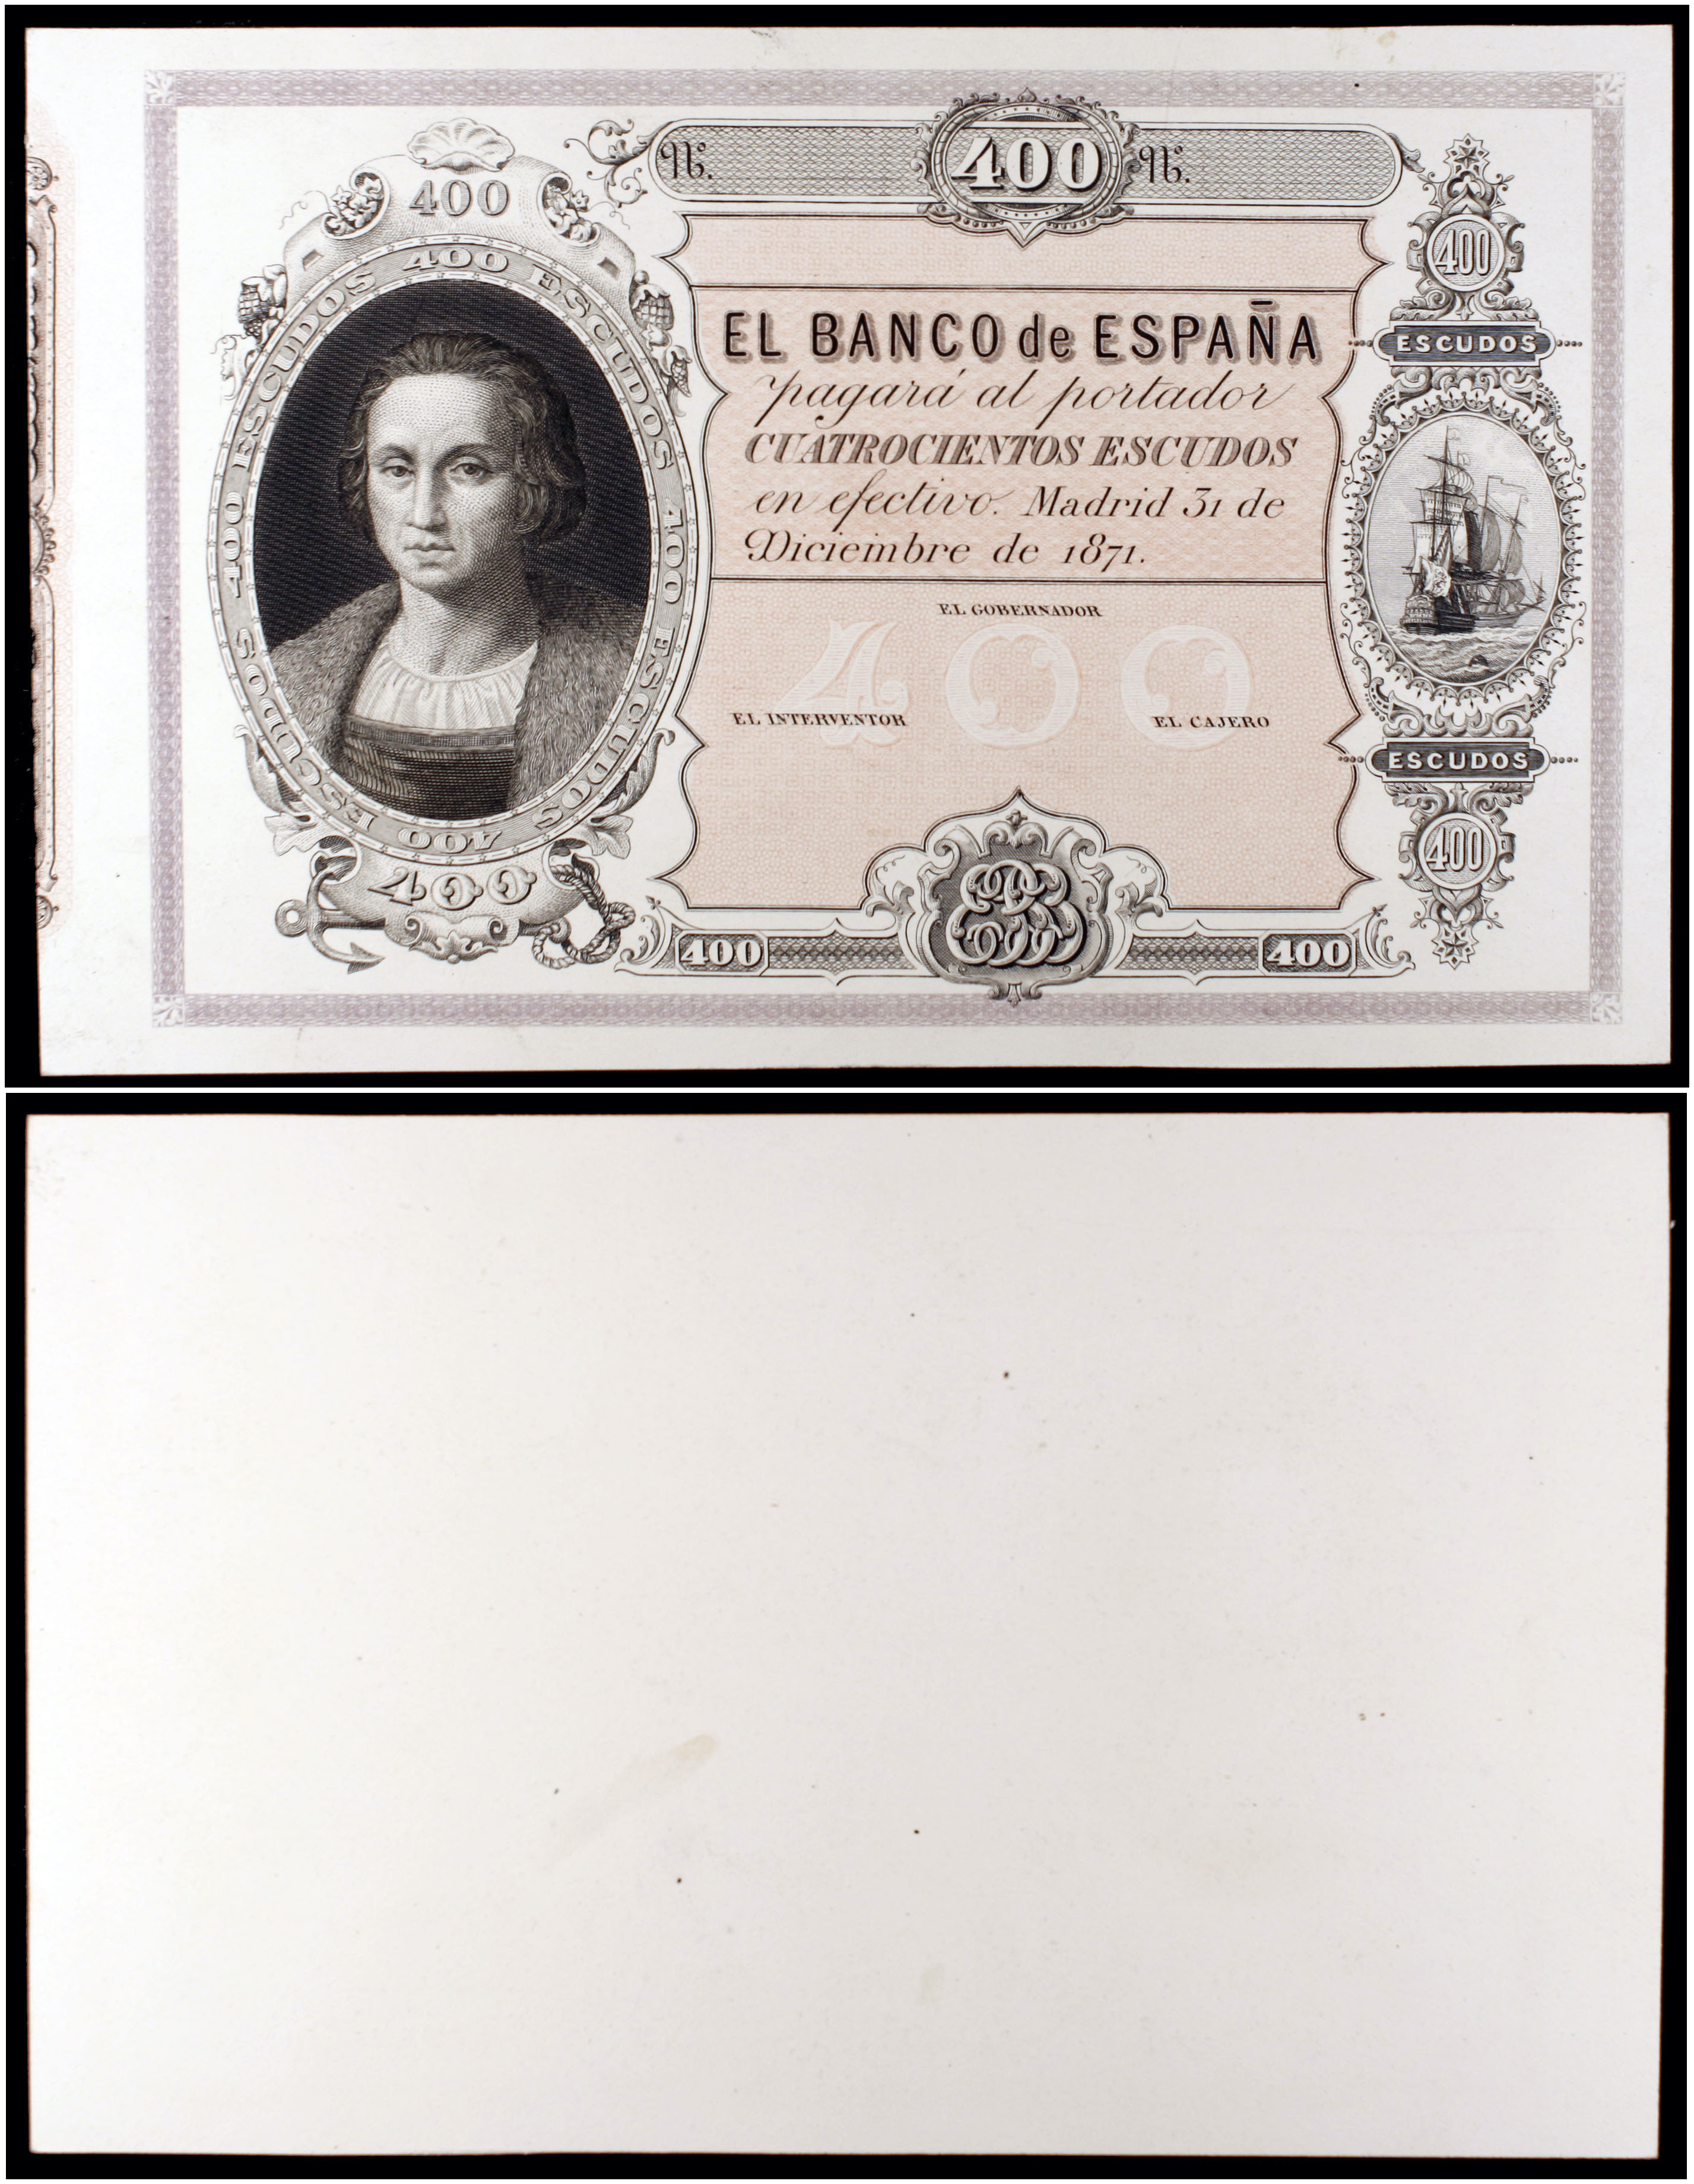 400
400 ESCUDOS 400 ESCUDOS 400 ESCUDOS 400 ESCUDOS 400 ESCUDOS
400
Nº. 400 Nº.
EL BANCO de ESPAÑA
pagará al portador
CUATROCIENTOS ESCUDOS
en efectivo. Madrid 31 de
Diciembre de 1871.
EL GOBERNADOR
400
EL INTERVENTOR EL CAJERO
400 400
400
ESCUDOS
ESCUDOS
400